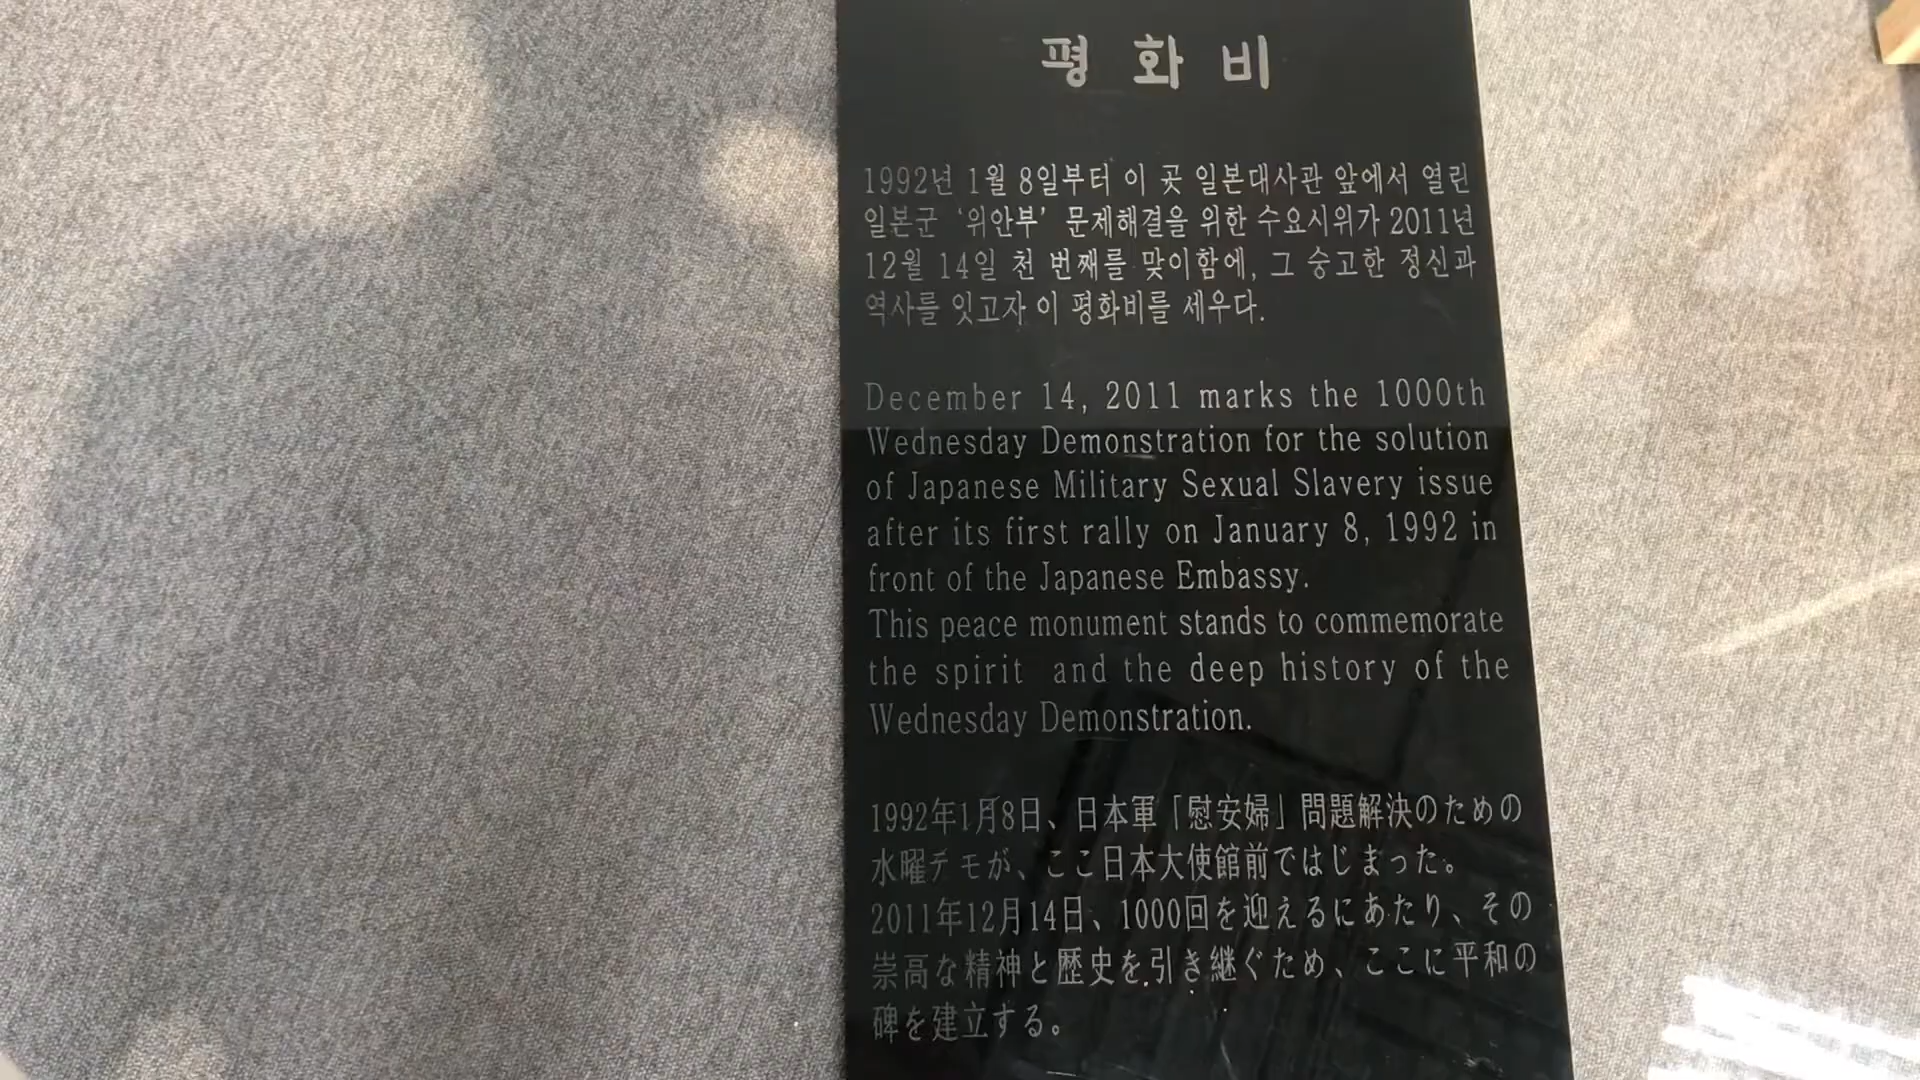 평 화 비
1992년 1월 8일부터 이 곳 일본대사관 앞에서 열린
일본군 ‘위안부’ 문제해결을 위한 수요시위가 2011년
12월 14일 천 번째를 맞이함에, 그 숭고한 정신과
역사를 잇고자 이 평화비를 세우다.
December 14, 2011 marks the 1000th
Wednesday Demonstration for the solution
of Japanese Military Sexual Slavery issue
after its first rally on January 8, 1992 in
front of the Japanese Embassy.
This peace monument stands to commemorate
the spirit and the deep history of the
Wednesday Demonstration.
1992年1月8日、日本軍「慰安婦」問題解決のための
水曜デモが、ここ日本大使館前ではじまった。
2011年12月14日、1000回を迎えるにあたり、その
崇高な精神と歴史を引き継ぐため、ここに平和の
碑を建立する。